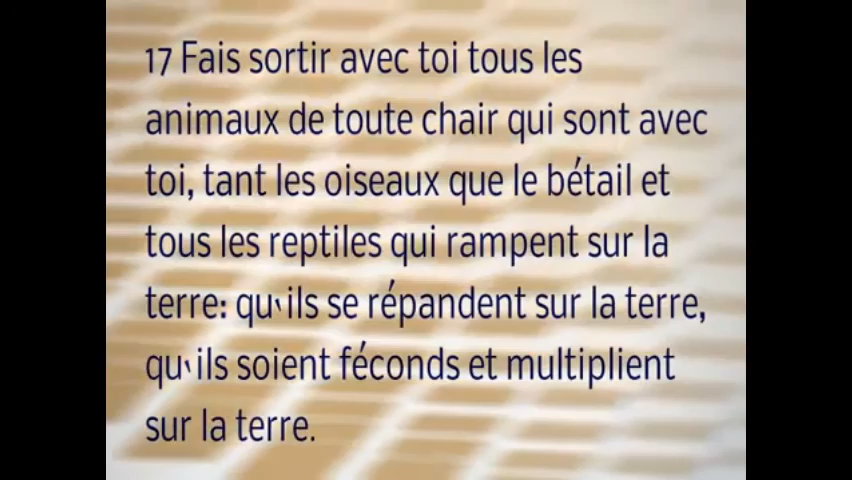 17 Fais sortir avec toi tous les
animaux de toute chair qui sont avec
toi, tant les oiseaux que le bétail et
tous les reptiles qui rampent sur la
terre: qu'ils se répandent sur la terre,
qu'ils soient féconds et multiplient
sur la terre.